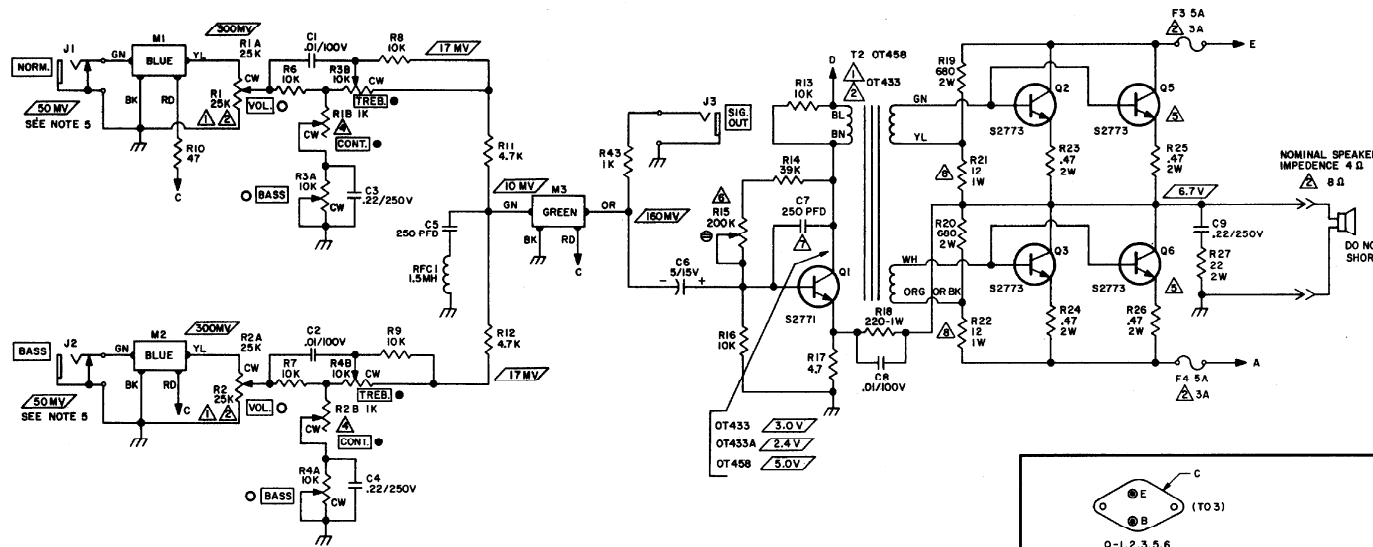 J1
NORM.
50 MV
SEE NOTE 5
GN
M1
BLUE
YL
BK
RD
R10
47
C
300MV
R1A
25K
CW
R1
25K
1
2
VOL.
C1
.01/100V
R6
10K
R3B
10K
CW
TREB.
R8
10K
17 MV
R1B 1K
CW
4
CONT.
R3A
10K
CW
BASS
C3
.22/250V
R11
4.7K
C5
250 PFD
RFC1
1.5MH
10 MV
GN
M3
GREEN
OR
BK
RD
C
R12
4.7K
J2
BASS
50 MV
SEE NOTE 5
GN
M2
BLUE
YL
BK
RD
C
300MV
R2A
25K
CW
R2
25K
1
2
VOL.
C2
.01/100V
R7
10K
R4B
10K
CW
TREB.
R9
10K
17 MV
R2B 1K
CW
4
CONT.
R4A
10K
CW
BASS
C4
.22/250V
R43
1K
J3
SIG.
OUT
160MV
C6
5/15V
-
+
6
R15
200K
R14
39K
R13
10K
D
T2 OT458
1
2
OT433
BL
BN
C7
250 PFD
7
Q1
S2771
R16
10K
R17
4.7
R18
220-1W
C8
.01/100V
OT433
3.0V
OT433A
2.4V
OT458
5.0V
GN
YL
WH
ORG OR BK
R19
680
2W
R21
12
1W
8
R20
680
2W
R22
12
1W
8
Q2
S2773
Q5
S2773
5
R23
.47
2W
R25
.47
2W
Q3
S2773
Q6
S2773
5
R24
.47
2W
R26
.47
2W
F3 5A
2
3A
E
F4 5A
2
3A
A
6.7V
C9
.22/250V
R27
22
2W
NOMINAL SPEAKER
IMPEDENCE 4 Ω
2
8 Ω
DO NO
SHOR
C
E
B
(TO3)
Q-1,2,3,5,6